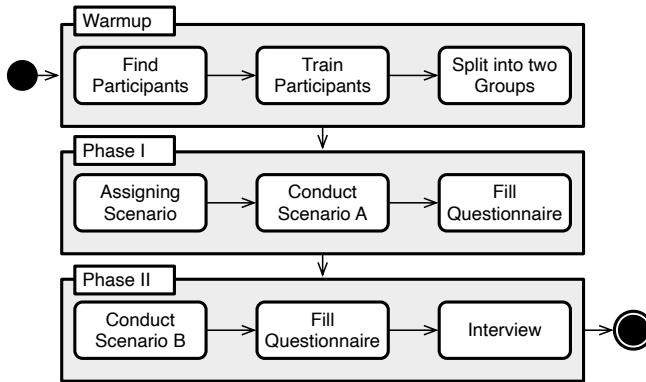 Warmup
Find
Participants
Train
Participants
Split into two
Groups
Phase I
Assigning
Scenario
Conduct
Scenario A
Fill
Questionnaire
Phase II
Conduct
Scenario B
Fill
Questionnaire
Interview